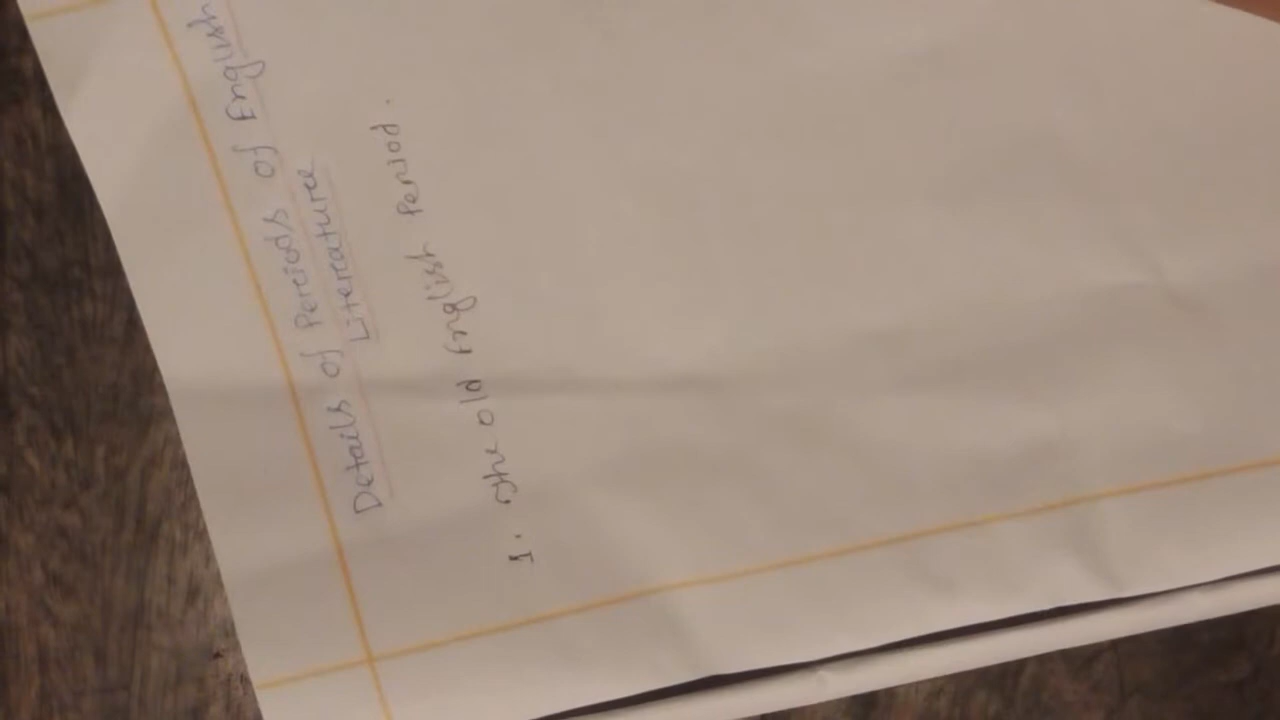 Details of Periods of English
Literature
1. The old English Period.